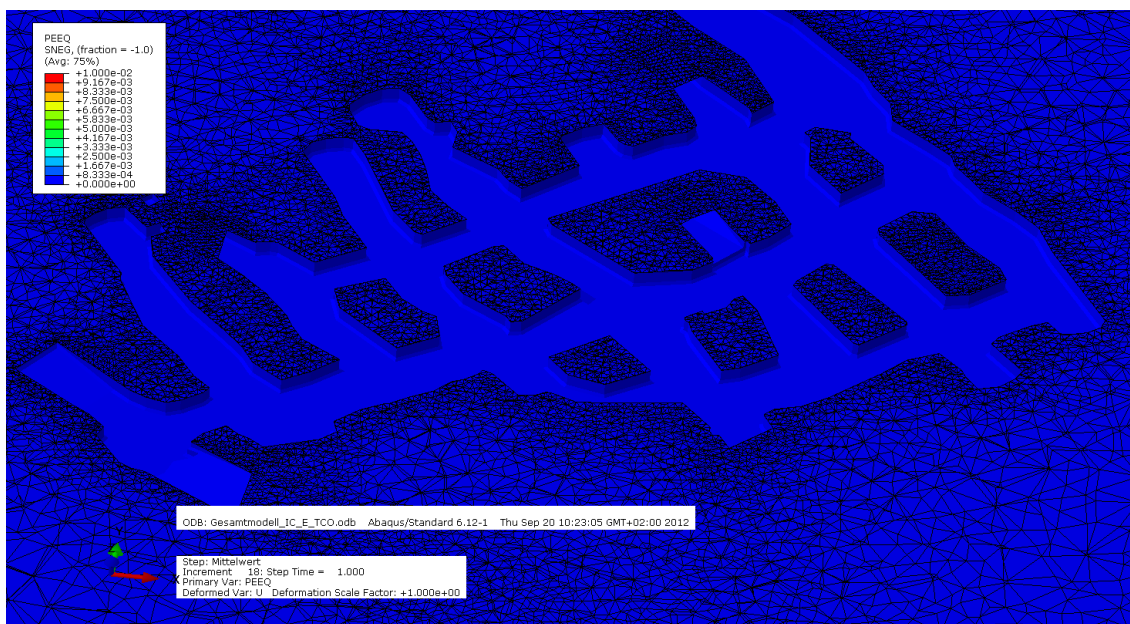 PEEQ
SNEG, (fraction = -1.0)
(Avg: 75%)
+1.000e-02
+9.167e-03
+8.333e-03
+7.500e-03
+6.667e-03
+5.833e-03
+5.000e-03
+4.167e-03
+3.333e-03
+2.500e-03
+1.667e-03
+8.333e-04
+0.000e+00
ODB: Gesamtmodell_IC_E_TCO.odb Abaqus/Standard 6.12-1 Thu Sep 20 10:23:05 GMT+02:00 2012
X
Step: Mittelwert
Increment 18: Step Time = 1.000
Primary Var: PEEQ
Deformed Var: U Deformation Scale Factor: +1.000e+00